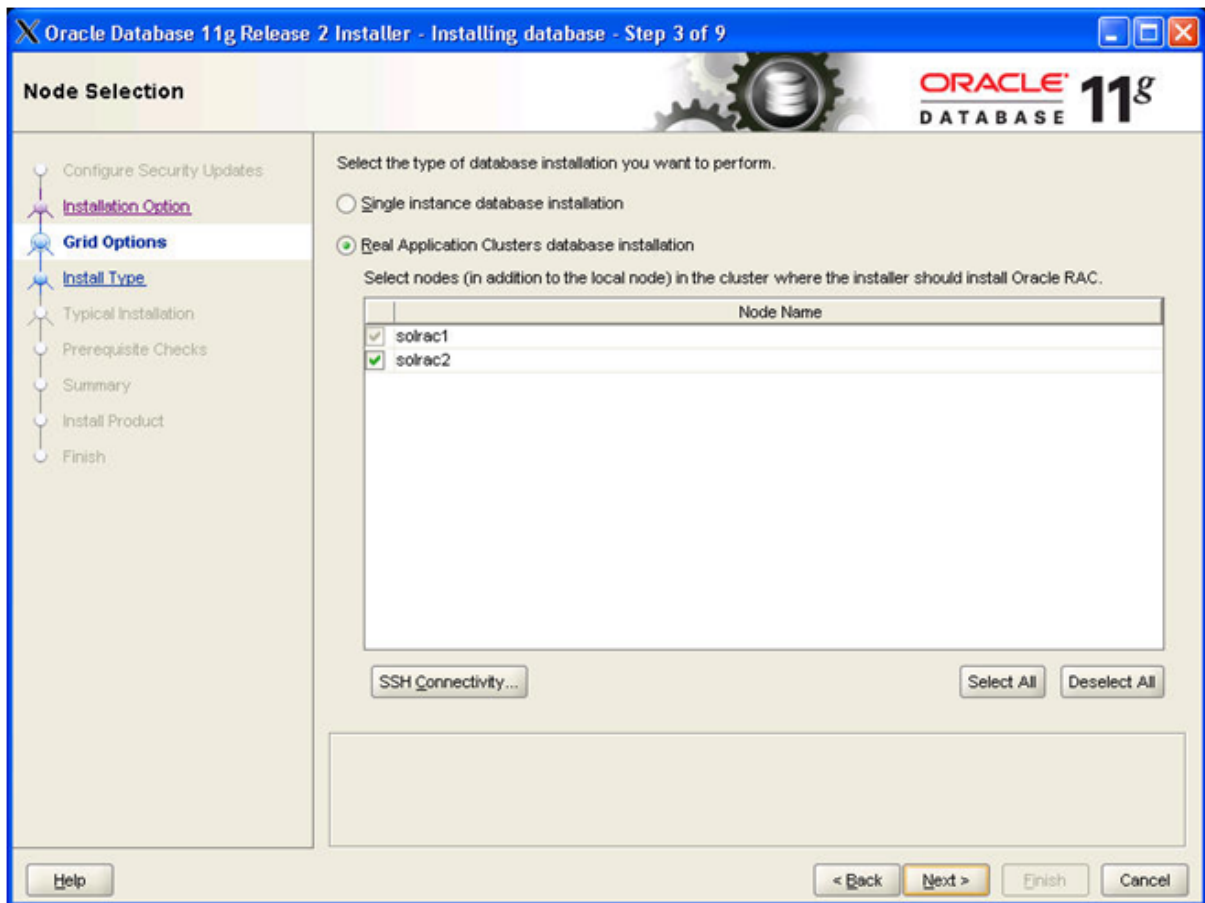 Oracle Database 11g Release 2 Installer - Installing database - Step 3 of 9
Node Selection
ORACLE
DATABASE
11g
Configure Security Updates
Installation Option
Grid Options
Install Type
Typical Installation
Prerequisite Checks
Summary
Install Product
Finish
Select the type of database installation you want to perform.
Single instance database installation
Real Application Clusters database installation
Select nodes (in addition to the local node) in the cluster where the installer should install Oracle RAC.
Node Name
solrac1
solrac2
SSH Connectivity...
Select All
Deselect All
Help
< Back
Next >
Finish
Cancel